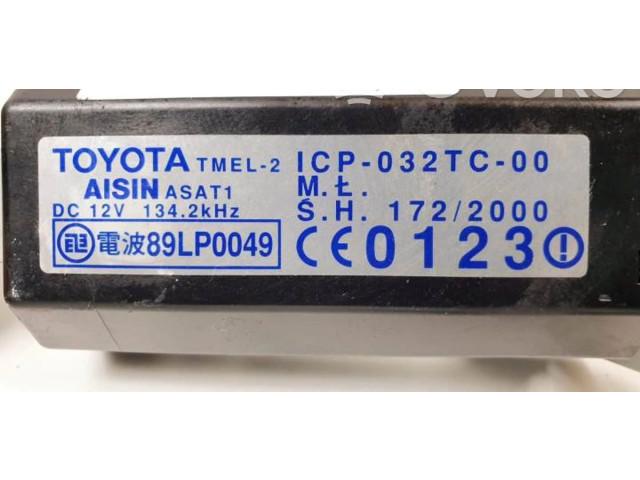 TOYOTA TMEL-2 ICP-032TC-00
AISIN ASAT1 M.Ł.
DC 12V 134.2kHz Ś.H. 172/2000
電波89LP0049 CE0123